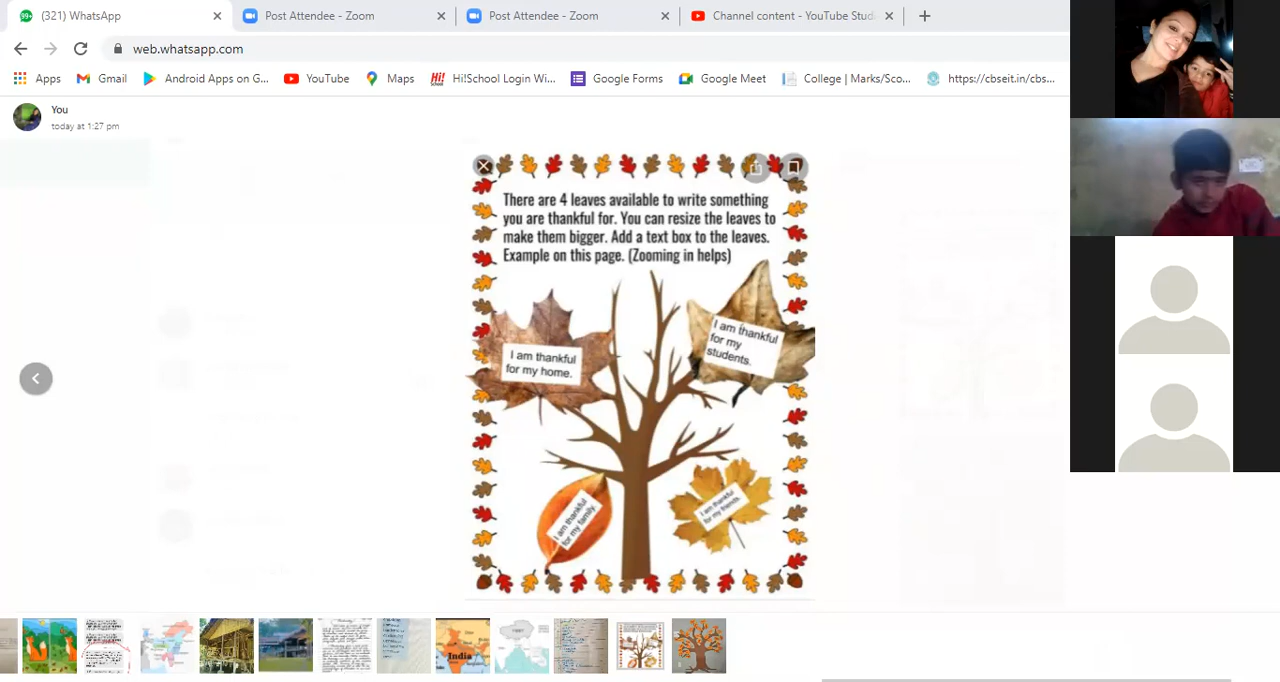 (321) WhatsApp
Post Attendee - Zoom
Post Attendee - Zoom
Channel content - YouTube Stud
web.whatsapp.com
Apps
Gmail
Android Apps on G...
YouTube
Maps
Hi!
Hi!School Login Wi...
Google Forms
Google Meet
College | Marks/Sco...
https://cbseit.in/cbs...
You
today at 1:27 pm
There are 4 leaves available to write something
you are thankful for. You can resize the leaves to
make them bigger. Add a text box to the leaves.
Example on this page. (Zooming in helps)
I am thankful
for my home.
I am thankful
for my
students.
I am thankful
for my family.
I am thankful
for my friends.
India